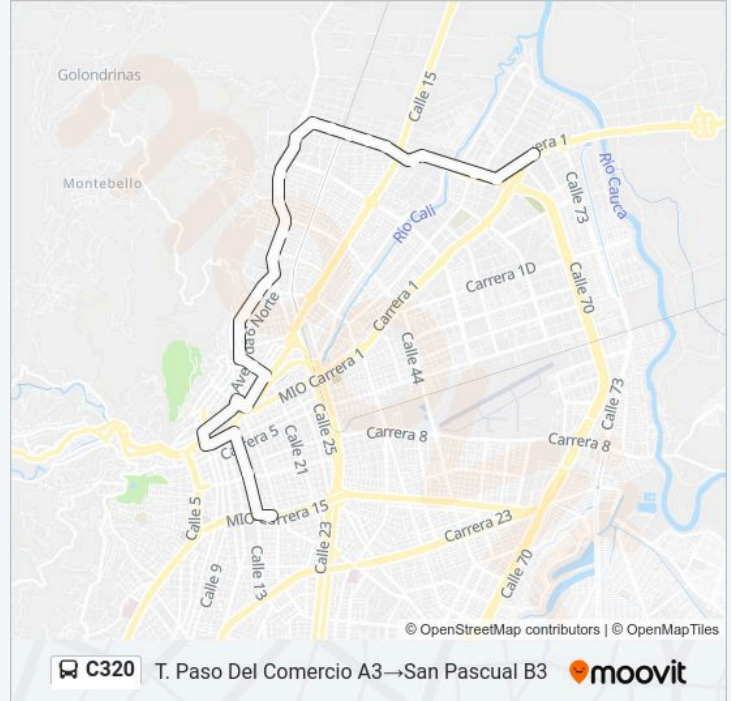 Golondrinas
Calle 15
Carrera 1
Montebello
Calle 73
Río Cauca
Río Cali
Carrera 1D
Calle 70
Carrera 1
Norte
Calle 44
MIO Carrera 1
Calle 73
Calle 25
Carrera 5
Calle 21
Carrera 8
Carrera 8
Calle 5
MIO Carrera 15
Carrera 23
Calle 23
Calle 9
Calle 13
Calle 70
© OpenStreetMap contributors | © OpenMapTiles
C320 T. Paso Del Comercio A3→San Pascual B3 moovit